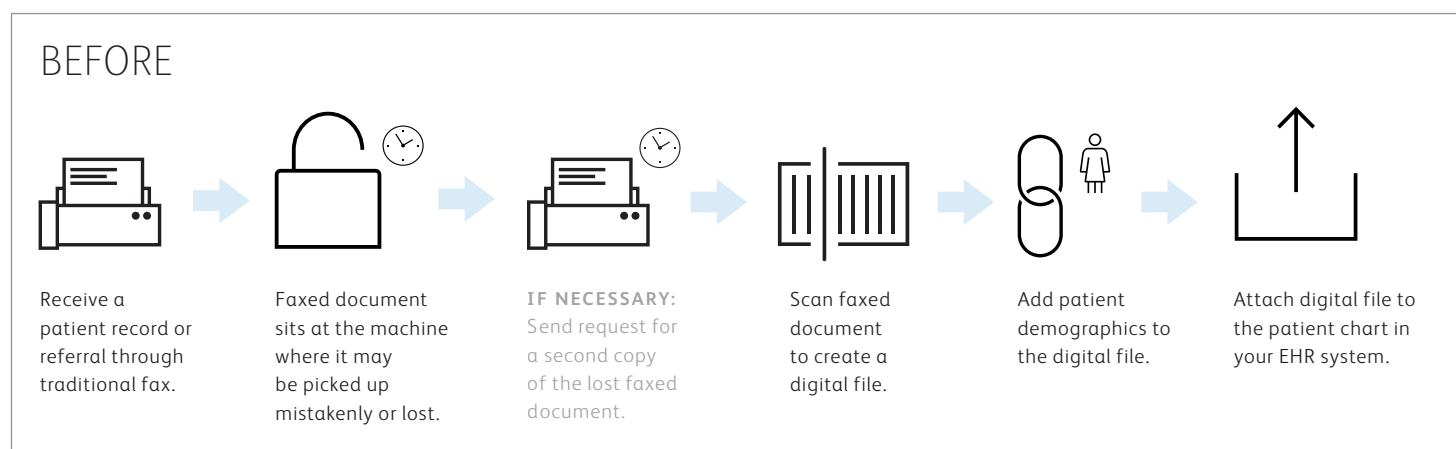 BEFORE
Receive a
patient record or
referral through
traditional fax.
Faxed document
sits at the machine
where it may
be picked up
mistakenly or lost.
IF NECESSARY:
Send request for
a second copy
of the lost faxed
document.
Scan faxed
document
to create a
digital file.
Add patient
demographics to
the digital file.
Attach digital file to
the patient chart in
your EHR system.